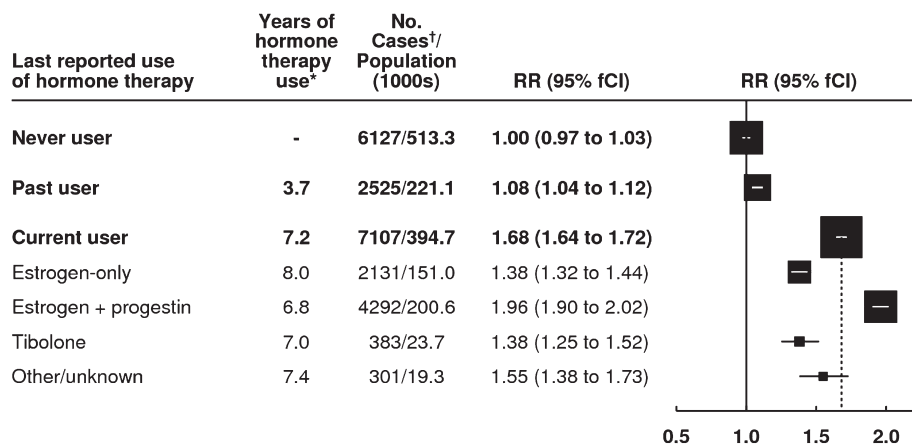 Last reported use of hormone therapy	Years of hormone therapy use*	No. Cases†/ Population (1000s)	RR (95% fCI)	RR (95% fCI)
Never user	-	6127/513.3	1.00 (0.97 to 1.03)
Past user	3.7	2525/221.1	1.08 (1.04 to 1.12)
Current user	7.2	7107/394.7	1.68 (1.64 to 1.72)
Estrogen-only	8.0	2131/151.0	1.38 (1.32 to 1.44)
Estrogen + progestin	6.8	4292/200.6	1.96 (1.90 to 2.02)
Tibolone	7.0	383/23.7	1.38 (1.25 to 1.52)
Other/unknown	7.4	301/19.3	1.55 (1.38 to 1.73)
0.5	1.0	1.5	2.0